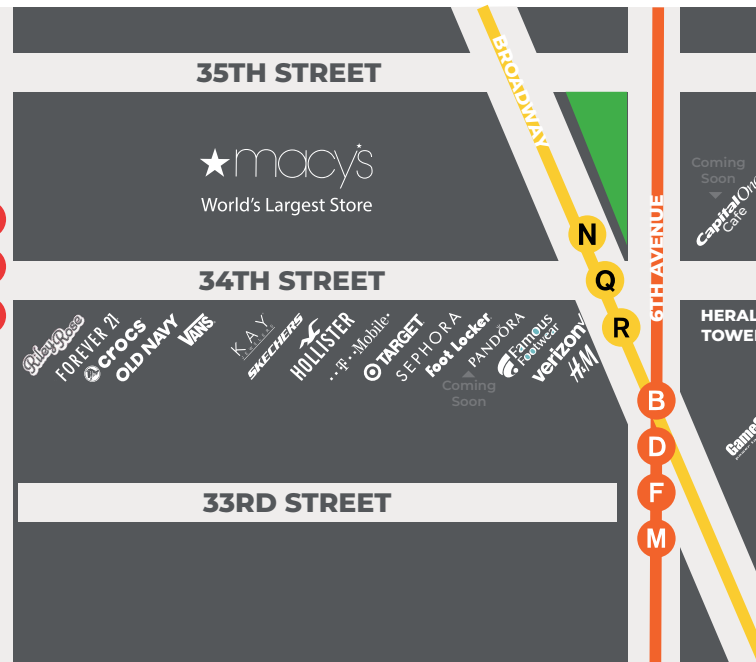 35TH STREET
BROADWAY
macy's
World's Largest Store
Coming
Soon
Capital One
Cafe
N
Q
R
34TH STREET
6TH AVENUE
Riley Rose
FOREVER 21
crocs
OLD NAVY
VANS
KAY
SKECHERS
HOLLISTER
T-Mobile
TARGET
SEPHORA
Foot Locker
PANDÖRA
Coming
Soon
Famous
Footwear
verizon
H&M
HERAL
TOWE
B
D
F
M
Game
33RD STREET